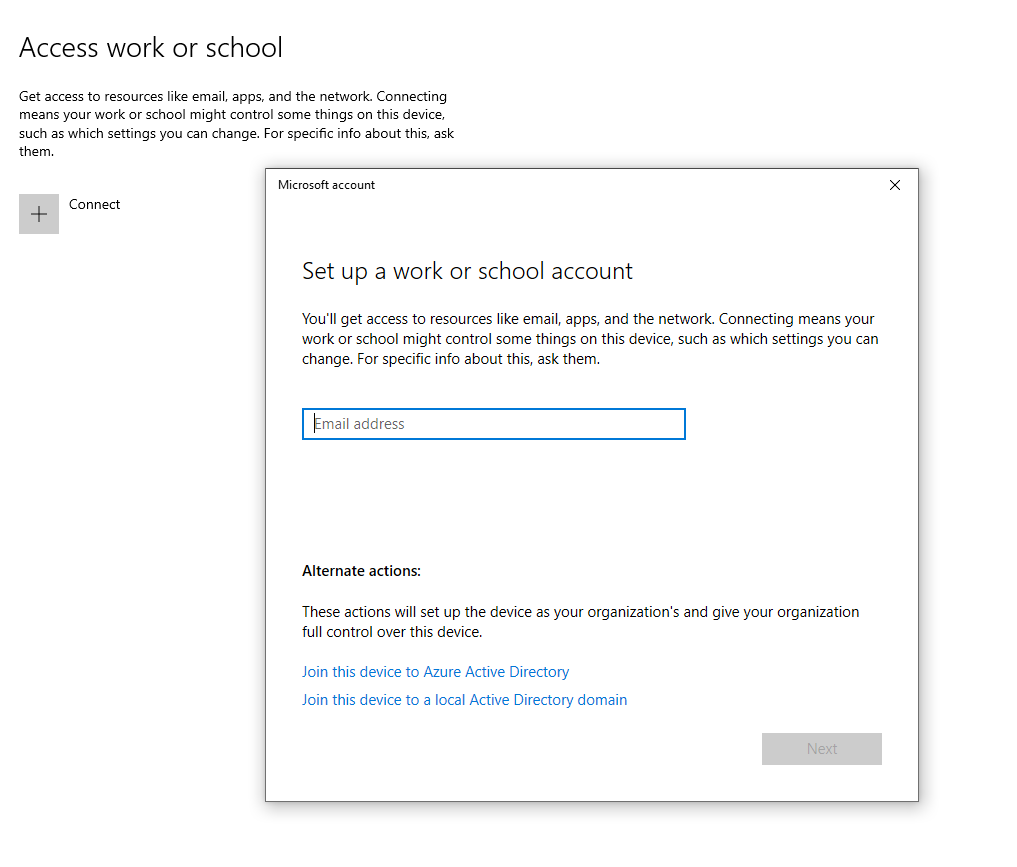 Access work or school
Get access to resources like email, apps, and the network. Connecting
means your work or school might control some things on this device,
such as which settings you can change. For specific info about this, ask
them.
Connect
Microsoft account
Set up a work or school account
You'll get access to resources like email, apps, and the network. Connecting means your
work or school might control some things on this device, such as which settings you can
change. For specific info about this, ask them.
Email address
Alternate actions:
These actions will set up the device as your organization's and give your organization
full control over this device.
Join this device to Azure Active Directory
Join this device to a local Active Directory domain
Next